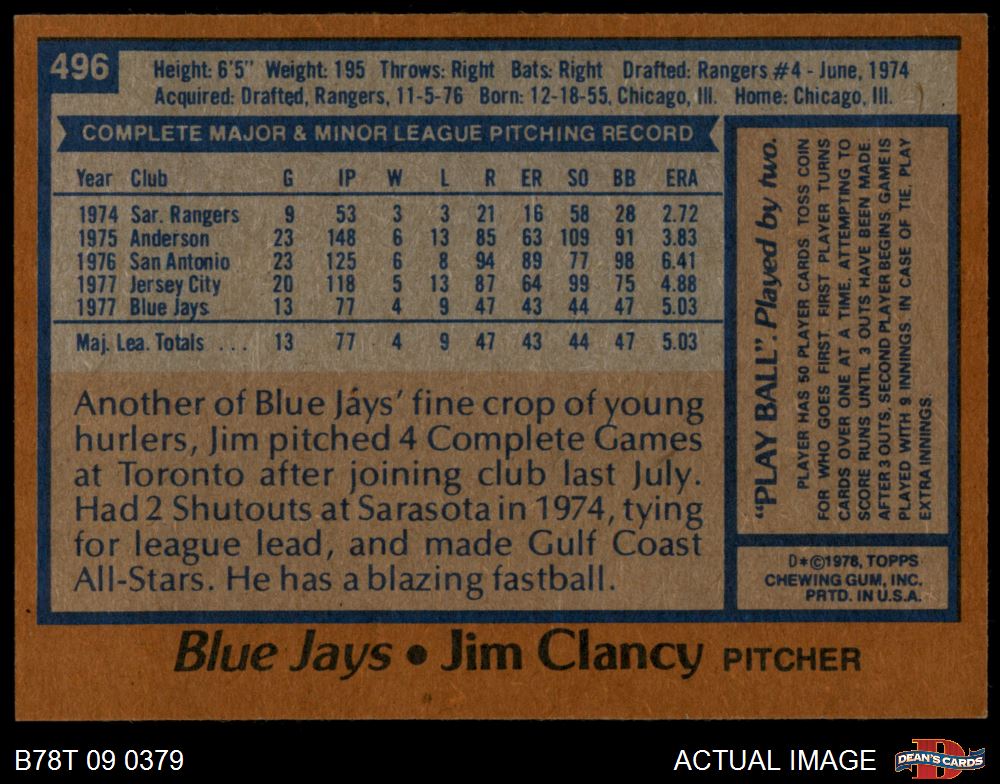 496
Height: 6'5" Weight: 195 Throws: Right Bats: Right Drafted: Rangers #4 - June, 1974
Acquired: Drafted, Rangers, 11-5-76 Born: 12-18-55, Chicago, Ill. Home: Chicago, Ill.
COMPLETE MAJOR & MINOR LEAGUE PITCHING RECORD
Year Club G IP W L R ER SO BB ERA
1974 Sar. Rangers 9 53 3 3 21 16 58 28 2.72
1975 Anderson 23 148 6 13 85 63 109 91 3.83
1976 San Antonio 23 125 6 8 94 89 77 98 6.41
1977 Jersey City 20 118 5 13 87 64 99 75 4.88
1977 Blue Jays 13 77 4 9 47 43 44 47 5.03
Maj. Lea. Totals . . . 13 77 4 9 47 43 44 47 5.03
Another of Blue Jays' fine crop of young
hurlers, Jim pitched 4 Complete Games
at Toronto after joining club last July.
Had 2 Shutouts at Sarasota in 1974, tying
for league lead, and made Gulf Coast
All-Stars. He has a blazing fastball.
"PLAY BALL". Played by two.
PLAYER HAS 50 PLAYER CARDS TOSS COIN
FOR WHO GOES FIRST. FIRST PLAYER TURNS
CARDS OVER ONE AT A TIME, ATTEMPTING TO
SCORE RUNS UNTIL 3 OUTS HAVE BEEN MADE.
AFTER 3 OUTS, SECOND PLAYER BEGINS. GAME IS
PLAYED WITH 9 INNINGS. IN CASE OF TIE, PLAY
EXTRA INNINGS.
D*©1978, TOPPS
CHEWING GUM, INC.
PRTD. IN U.S.A.
Blue Jays • Jim Clancy PITCHER
B78T 09 0379
ACTUAL IMAGE
D
DEAN'S CARDS